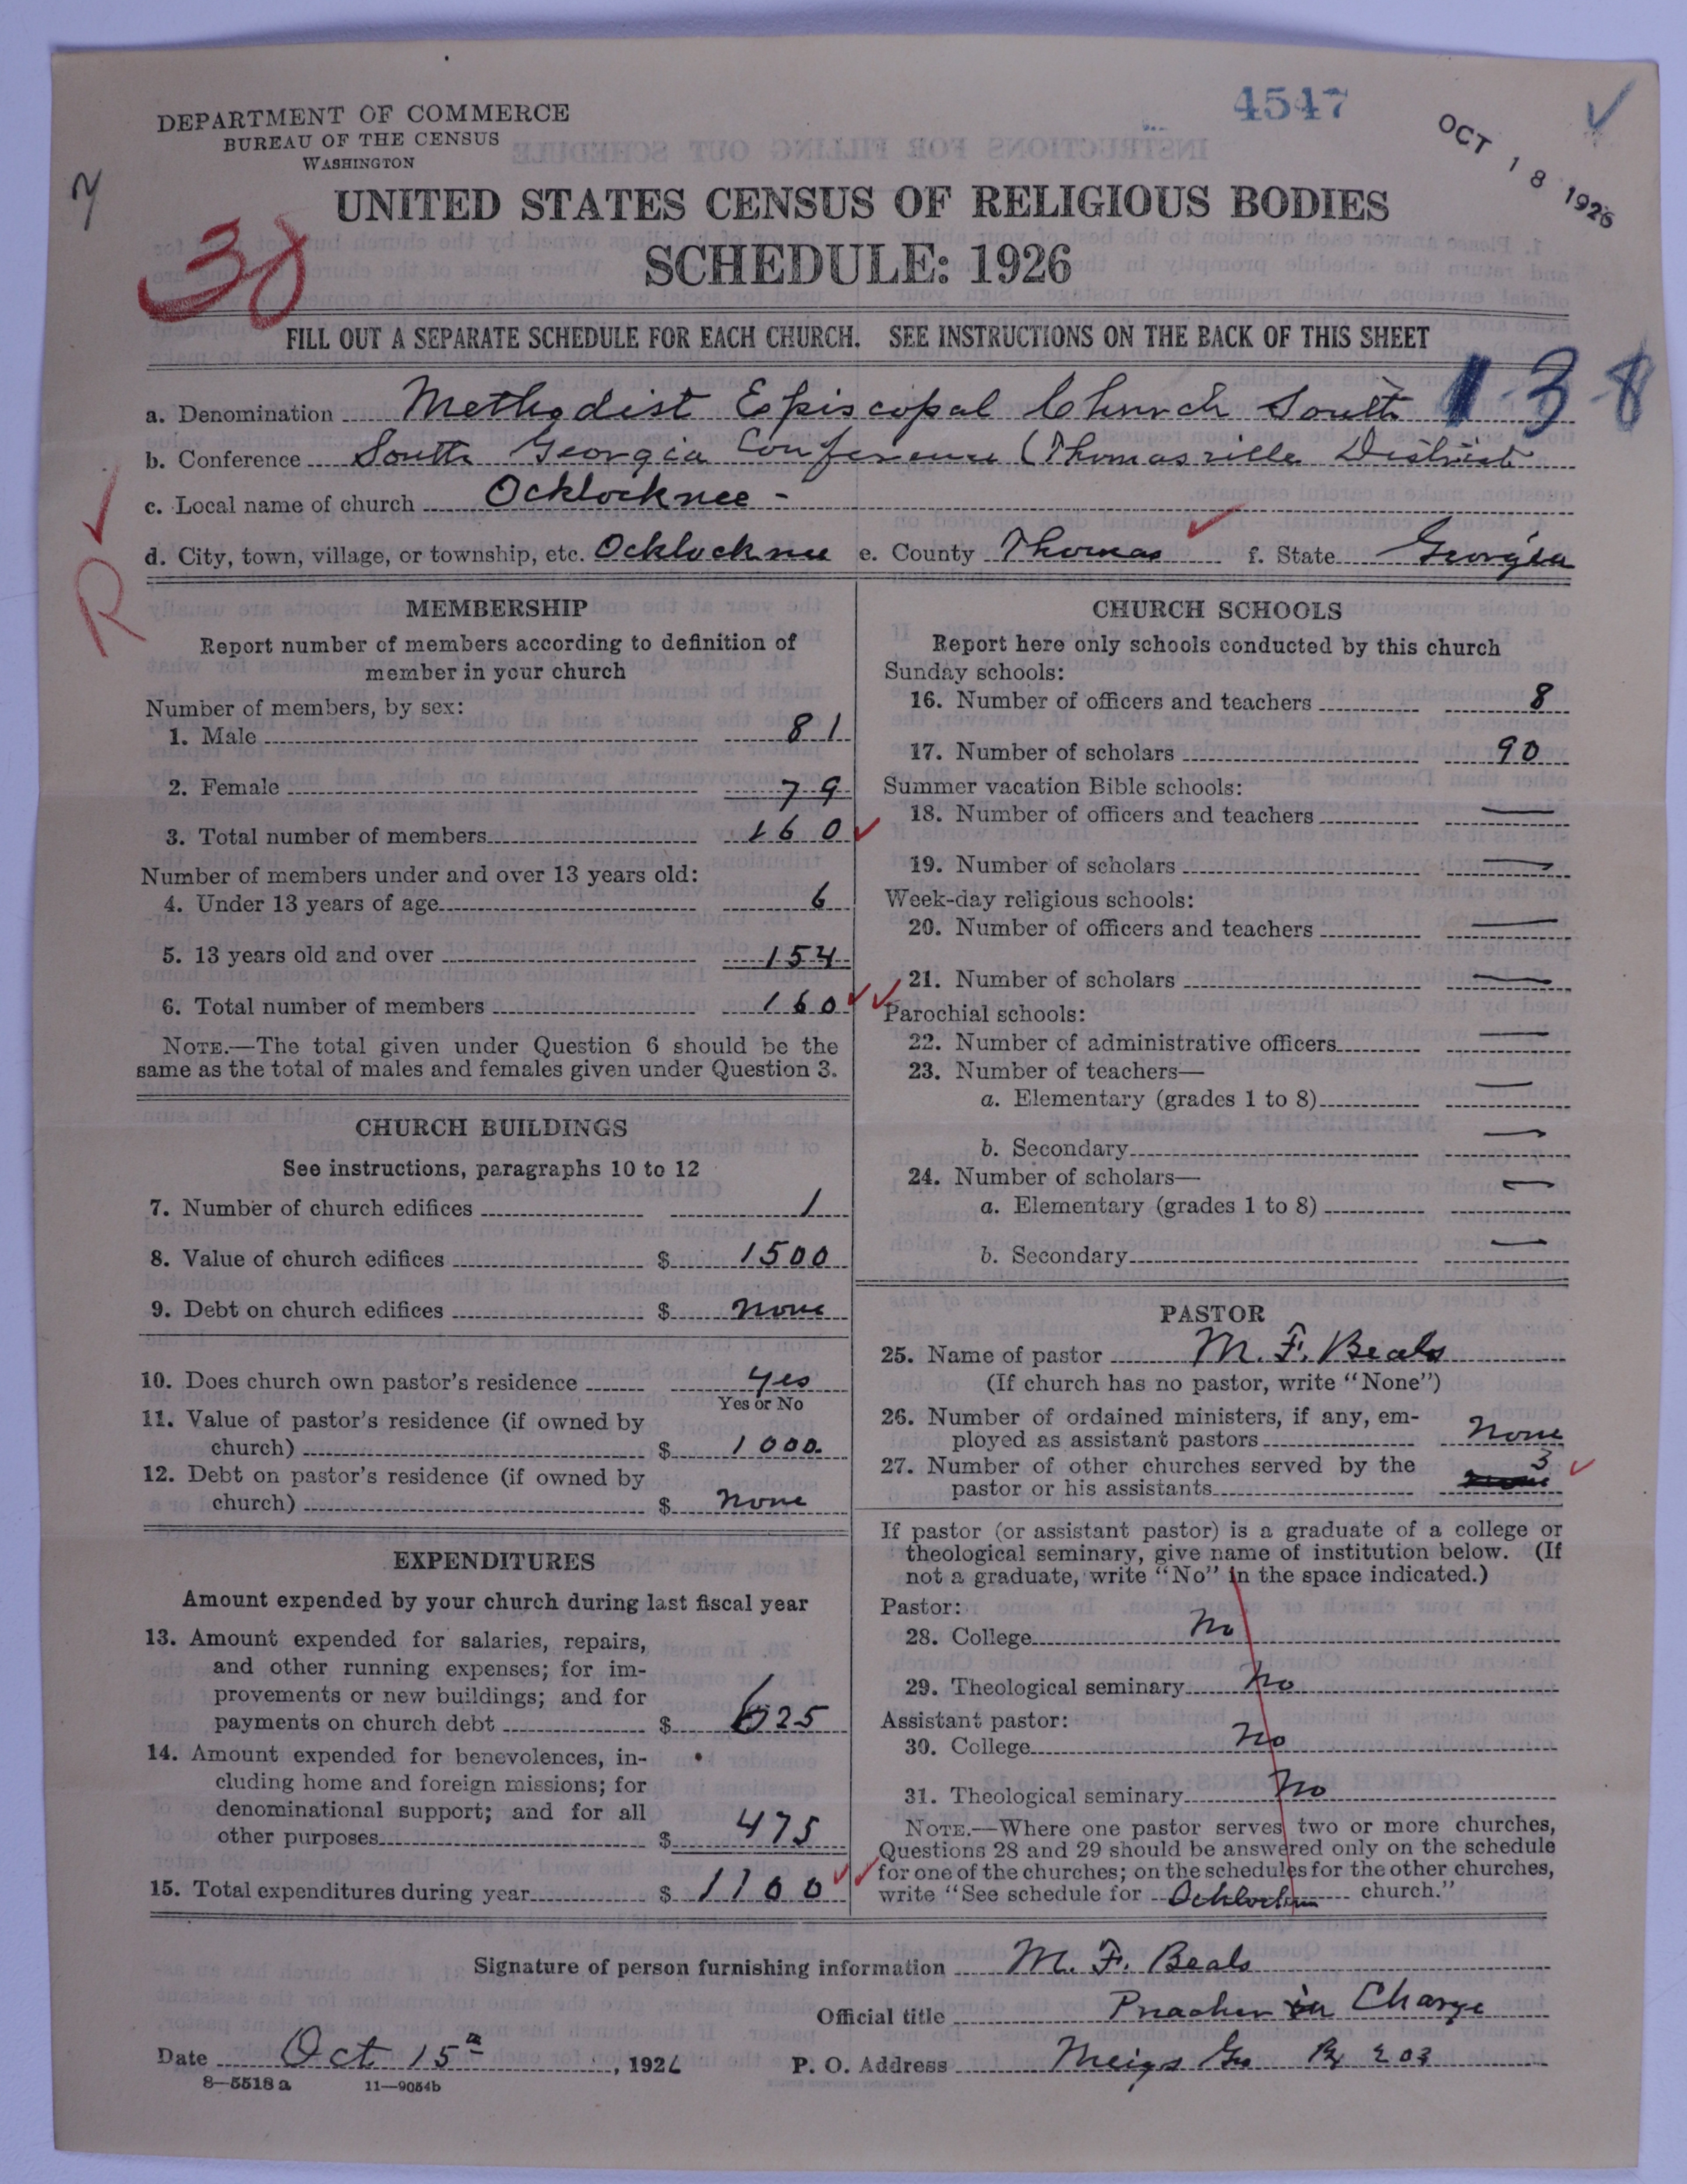 4547
OCT 18 1926
DEPARTMENT OF COMMERCE
BUREAU OF THE CENSUS
WASHINGTON
UNITED STATES CENSUS OF RELIGIOUS BODIES
38
SCHEDULE: 1926
FILL OUT A SEPARATE SCHEDULE FOR EACH CHURCH. SEE INSTRUCTIONS ON THE BACK OF THIS SHEET
138
a. Denomination Methodist Episcopal Church South
b. Conference South Georgia Conference (Thomasville District
c. Local name of church Ocklocknee -
d. City, town, village, or township, etc. Ocklocknee e. County Thomas f. State Georgia
R
MEMBERSHIP
Report number of members according to definition of
member in your church
Number of members, by sex:
1. Male 81
2. Female 79
3. Total number of members 160
Number of members under and over 13 years old:
4. Under 13 years of age 6
5. 13 years old and over 154
6. Total number of members 160
NOTE.—The total given under Question 6 should be the
same as the total of males and females given under Question 3.
CHURCH BUILDINGS
See instructions, paragraphs 10 to 12
7. Number of church edifices 1
8. Value of church edifices $ 1500
9. Debt on church edifices $ none
10. Does church own pastor's residence yes
Yes or No
11. Value of pastor's residence (if owned by
church) $ 1000.
12. Debt on pastor's residence (if owned by
church) $ none
EXPENDITURES
Amount expended by your church during last fiscal year
13. Amount expended for salaries, repairs,
and other running expenses; for im-
provements or new buildings; and for
payments on church debt $ 625
14. Amount expended for benevolences, in-
cluding home and foreign missions; for
denominational support; and for all
other purposes $ 475
15. Total expenditures during year $ 1100
CHURCH SCHOOLS
Report here only schools conducted by this church
Sunday schools:
16. Number of officers and teachers 8
17. Number of scholars 90
Summer vacation Bible schools:
18. Number of officers and teachers —
19. Number of scholars —
Week-day religious schools:
20. Number of officers and teachers —
21. Number of scholars —
Parochial schools:
22. Number of administrative officers —
23. Number of teachers—
a. Elementary (grades 1 to 8) —
b. Secondary —
24. Number of scholars—
a. Elementary (grades 1 to 8) —
b. Secondary —
PASTOR
25. Name of pastor M. F. Beals
(If church has no pastor, write "None")
26. Number of ordained ministers, if any, em-
ployed as assistant pastors None
27. Number of other churches served by the
pastor or his assistants 3
If pastor (or assistant pastor) is a graduate of a college or
theological seminary, give name of institution below. (If
not a graduate, write "No" in the space indicated.)
Pastor:
28. College No
29. Theological seminary No
Assistant pastor:
30. College No
31. Theological seminary No
NOTE.—Where one pastor serves two or more churches,
Questions 28 and 29 should be answered only on the schedule
for one of the churches; on the schedules for the other churches,
write "See schedule for church."
Signature of person furnishing information M. F. Beals
Official title Preacher in Charge
Date Oct 15th, 1926 P. O. Address Meigs Ga
8—5518 a 11—9054b